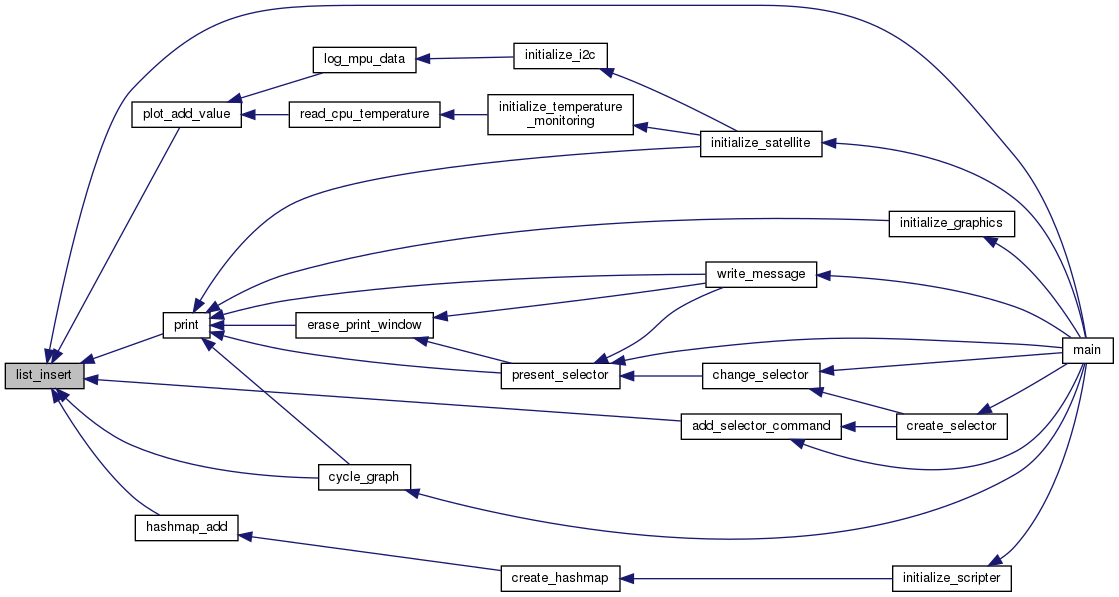 log_mpu_data
initialize_i2c
plot_add_value
read_cpu_temperature
initialize_temperature
_monitoring
initialize_satellite
initialize_graphics
write_message
print
erase_print_window
main
list_insert
present_selector
change_selector
add_selector_command
create_selector
cycle_graph
hashmap_add
create_hashmap
initialize_scripter